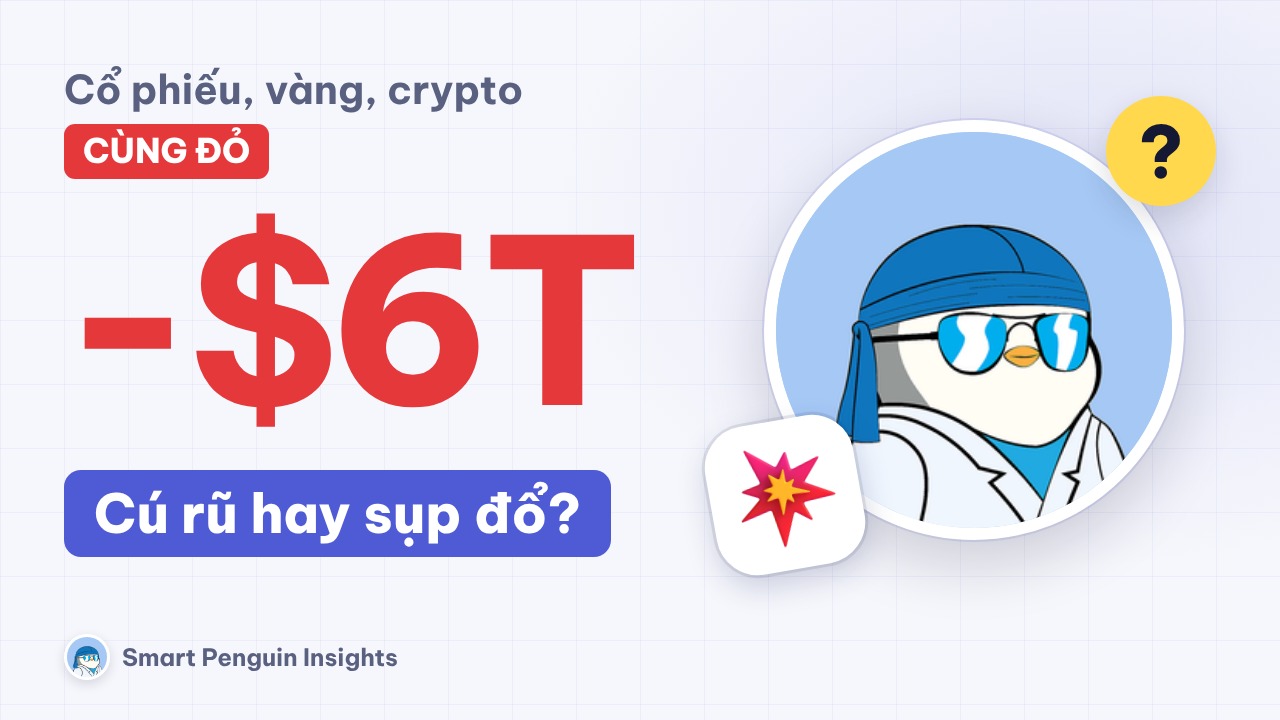 Cổ phiếu, vàng, crypto
CÙNG ĐỎ
-$6T
Cú rũ hay sụp đổ?
?
Smart Penguin Insights